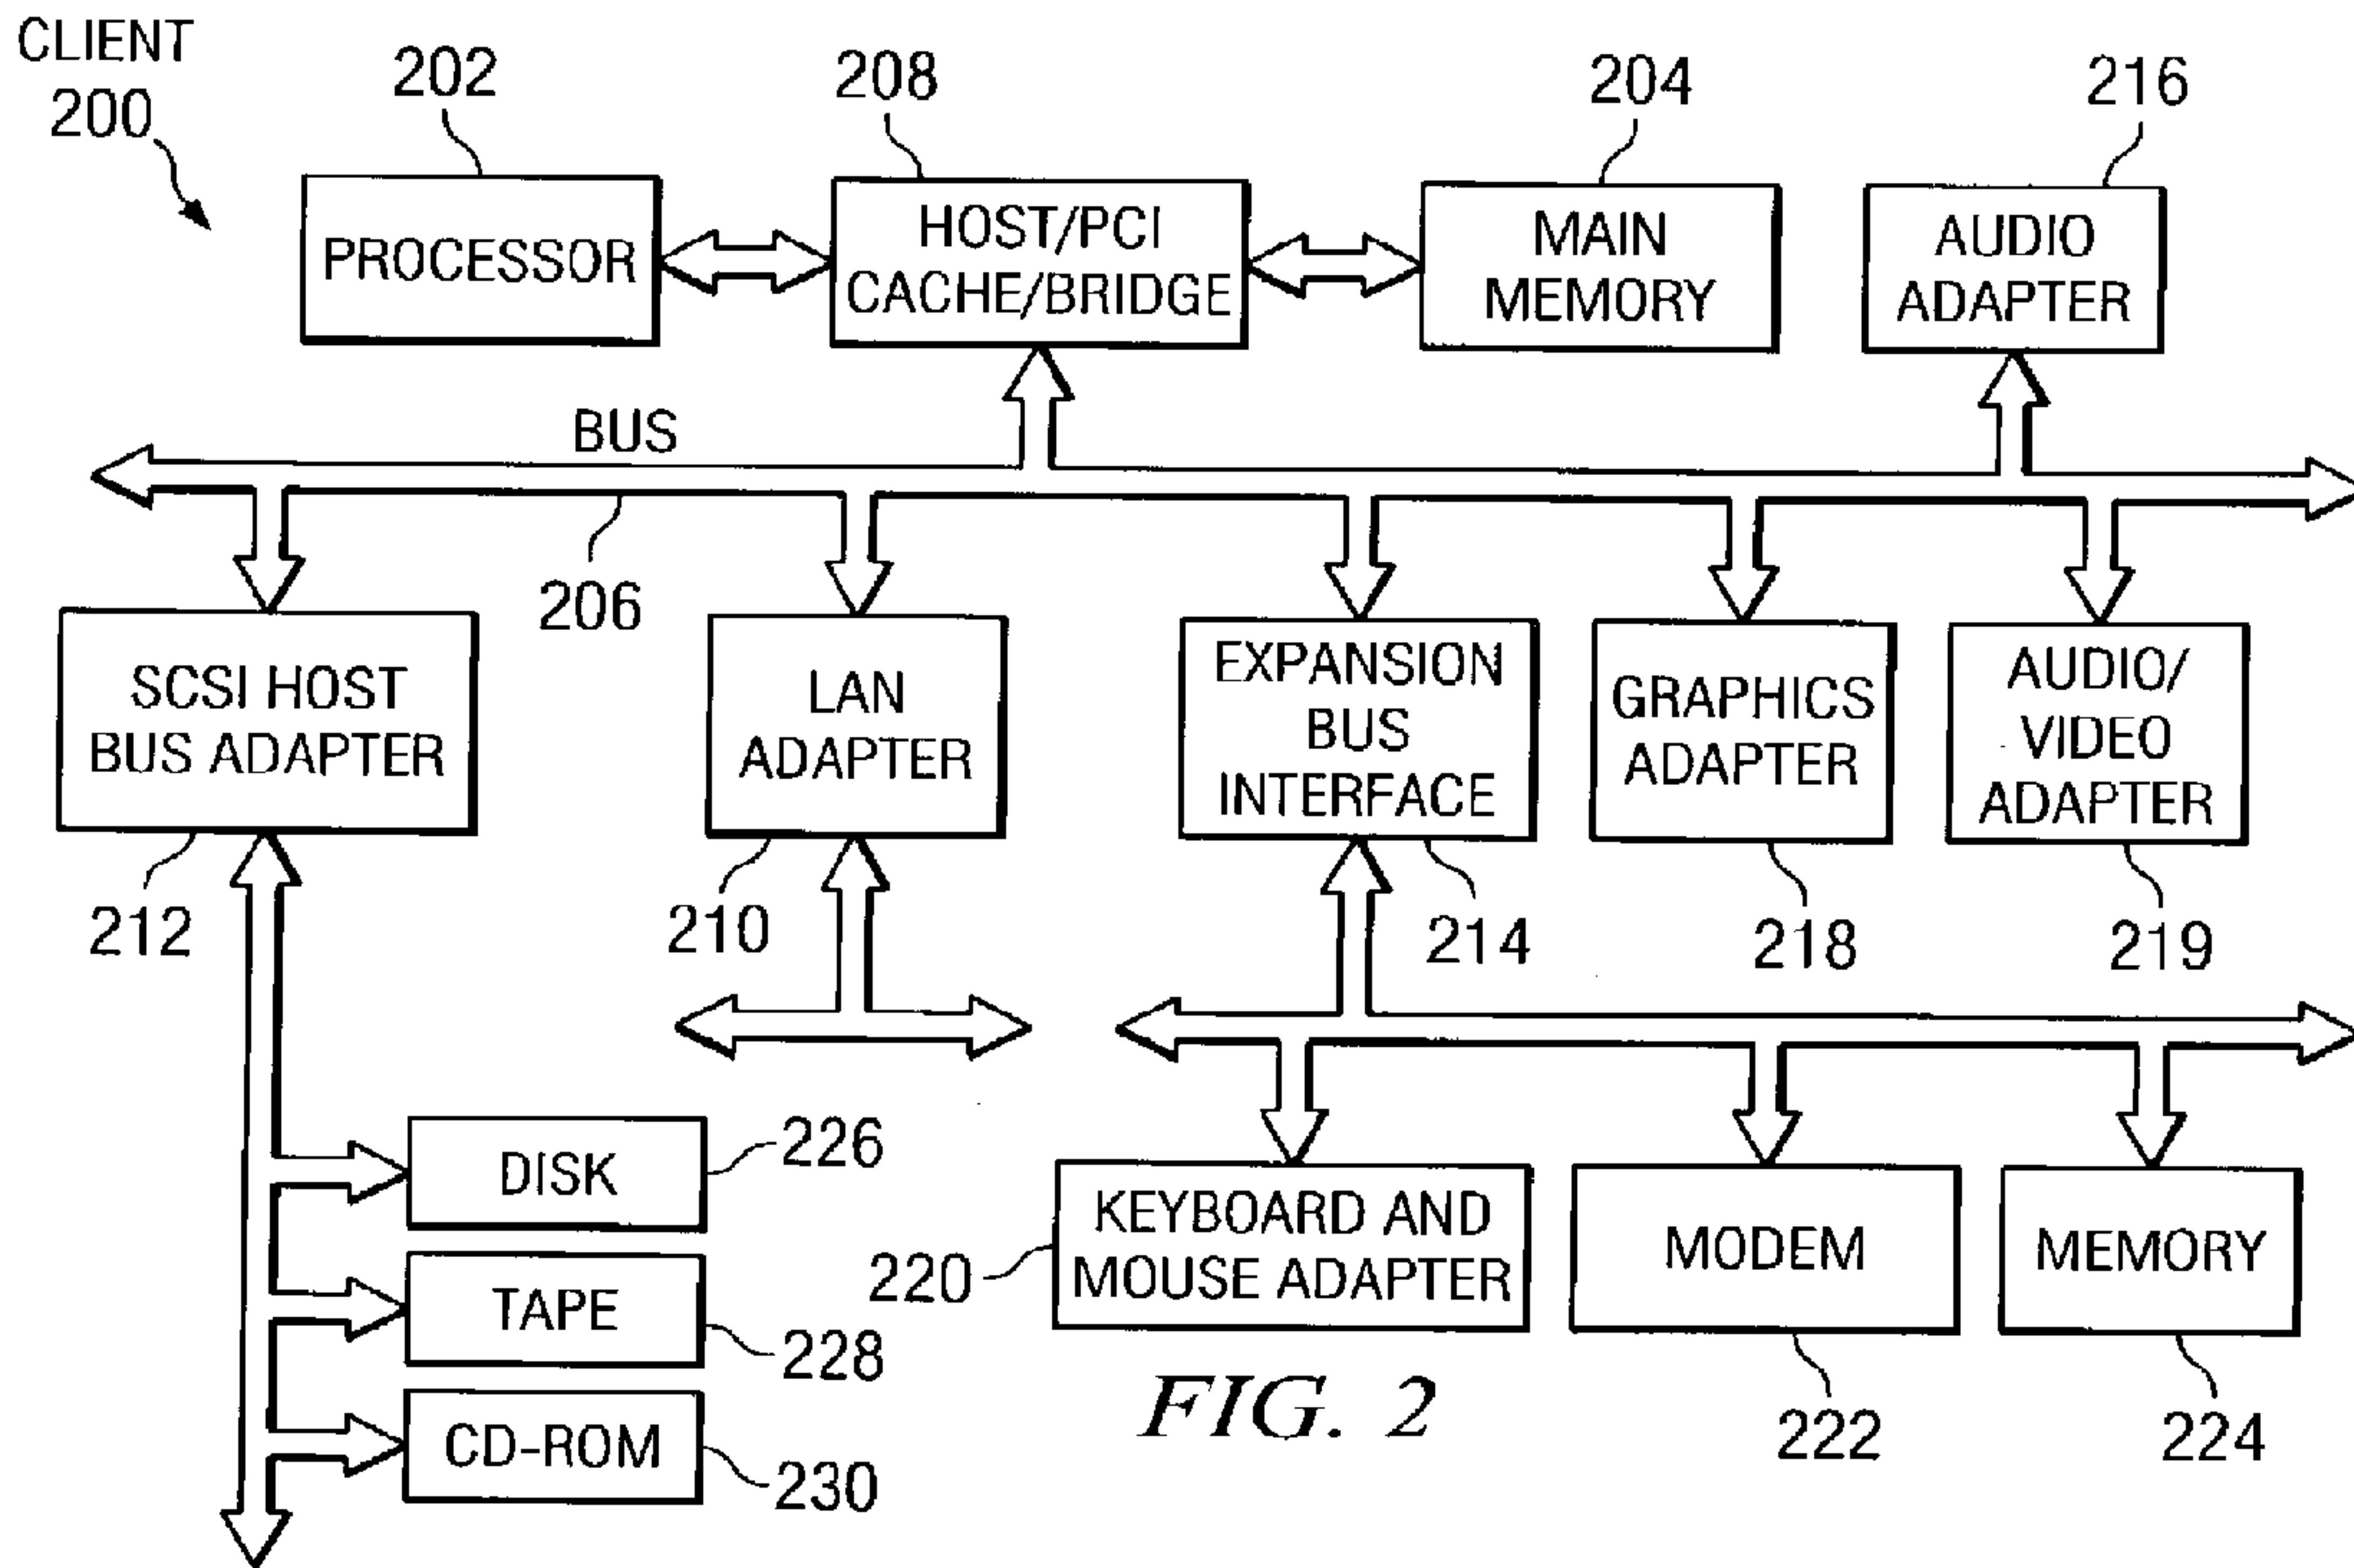 CLIENT
200
202
208
204
216
PROCESSOR
HOST/PCI
CACHE/BRIDGE
MAIN
MEMORY
AUDIO
ADAPTER
BUS
206
SCSI HOST
BUS ADAPTER
LAN
ADAPTER
EXPANSION
BUS
INTERFACE
GRAPHICS
ADAPTER
AUDIO/
VIDEO
ADAPTER
212
210
214
218
219
DISK
226
TAPE
228
CD-ROM
230
220
KEYBOARD AND
MOUSE ADAPTER
MODEM
MEMORY
222
224
FIG. 2